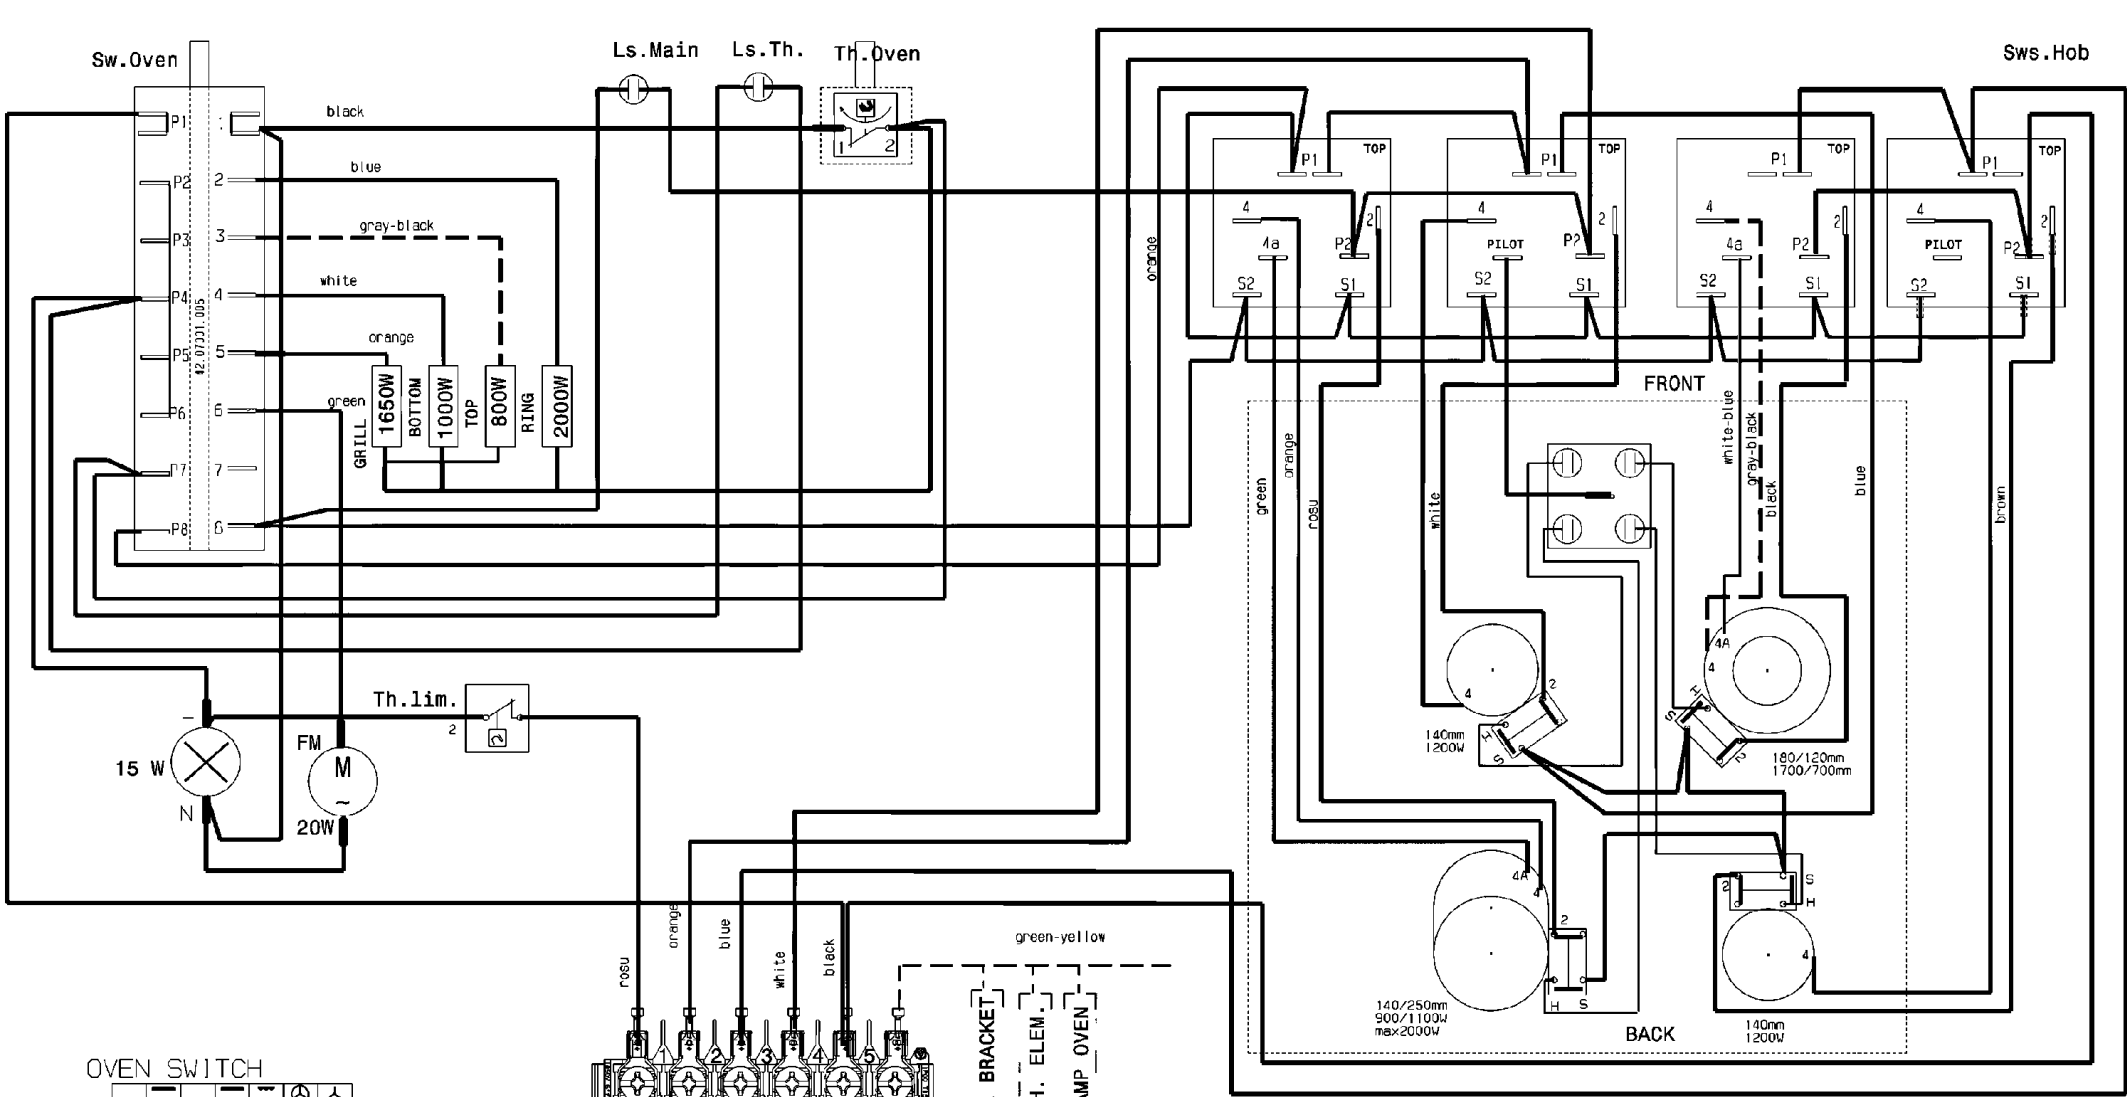 Sw.Oven
Ls.Main
Ls.Th.
Th.Oven
Sws.Hob
P1
1
black
1
2
P2
2
blue
P3
3
gray-black
P4
4
white
P5
5
orange
P6
6
green
P7
7
P8
42.07001.005
GRILL
1650W
BOTTOM
1000W
TOP
800W
RING
2000W
orange
P1
TOP
4
2
4a
P2
S2
S1
P1
TOP
4
2
PILOT
P2
S2
S1
P1
TOP
4
2
4a
P2
S2
S1
P1
TOP
4
PILOT
P2
S2
S1
FRONT
green
orange
rosu
white
white-blue
gray-black
black
blue
brown
4
2
H
S
140mm
1200W
4A
4
H
S
2
180/120mm
1700/700mm
Th.lim.
2
15 W
N
FM
M
~
20W
4A
4
2
H
S
140/250mm
900/1100W
max2000W
2
S
H
4
140mm
1200W
BACK
rosu
orange
blue
white
black
green-yellow
1
2
3
4
5
BRACKET
H. ELEM.
AMP OVEN
OVEN SWITCH